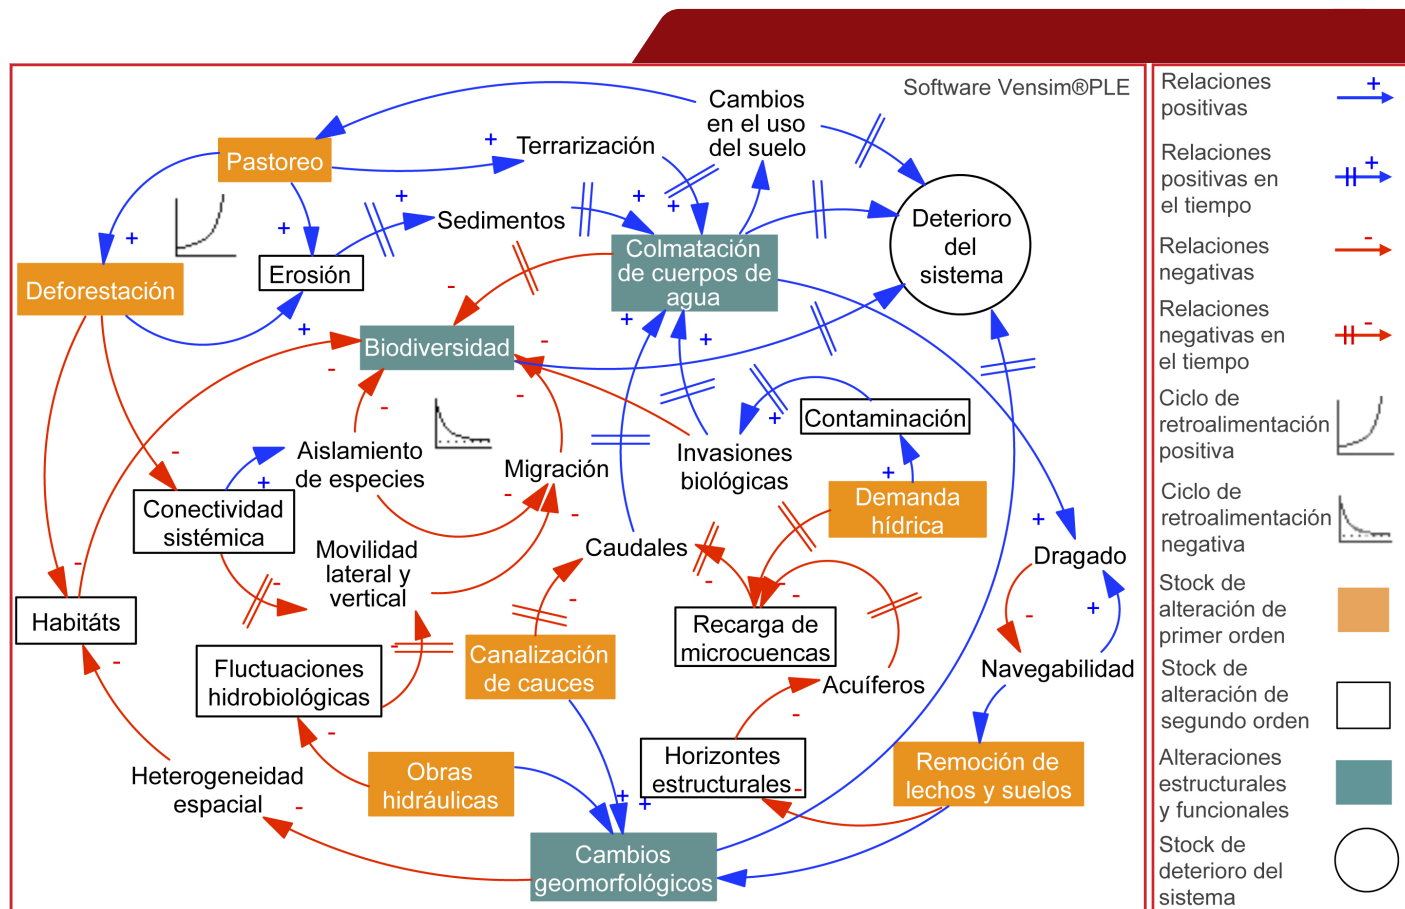 Software Vensim®PLE
Cambios
en el uso
del suelo
Pastoreo
+
Terrarización
+
Sedimentos
+
+
+
Deterioro
del
sistema
+
+
Erosión
Deforestación
+
Colmatación
de cuerpos de
agua
-
Biodiversidad
-
-
+
+
-
-
Contaminación
+
Aislamiento
de especies
Migración
Invasiones
biológicas
-
+
-
+
Demanda
hídrica
Conectividad
sistémica
-
+
Movilidad
lateral y
vertical
Caudales
Dragado
-
-
-
-
-
-
+
Habitáts
Recarga de
microcuencas
-
-
Fluctuaciones
hidrobiológicas
-
Canalización
de cauces
Navegabilidad
Acuíferos
-
-
-
Heterogeneidad
espacial
Obras
hidráulicas
Horizontes
estructurales
-
Remoción de
lechos y suelos
-
+
+
Cambios
geomorfológicos
Relaciones
positivas
+
Relaciones
positivas en
el tiempo
+
Relaciones
negativas
-
Relaciones
negativas en
el tiempo
-
Ciclo de
retroalimentación
positiva
Ciclo de
retroalimentación
negativa
Stock de
alteración de
primer orden
Stock de
alteración de
segundo orden
Alteraciones
estructurales
y funcionales
Stock de
deterioro del
sistema